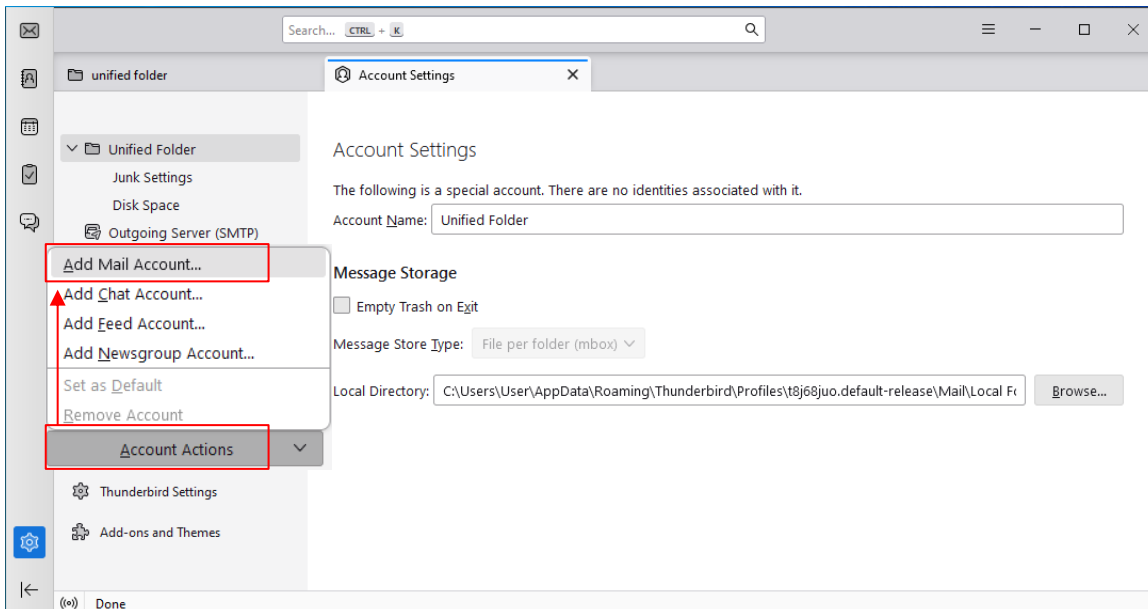 Search... CTRL + K
unified folder
Account Settings
Unified Folder
Junk Settings
Disk Space
Outgoing Server (SMTP)
Add Mail Account...
Add Chat Account...
Add Feed Account...
Add Newsgroup Account...
Set as Default
Remove Account
Account Actions
Thunderbird Settings
Add-ons and Themes
Account Settings
The following is a special account. There are no identities associated with it.
Account Name: Unified Folder
Message Storage
Empty Trash on Exit
Message Store Type: File per folder (mbox)
Local Directory: C:\Users\User\AppData\Roaming\Thunderbird\Profiles\t8j68juo.default-release\Mail\Local Fo
Browse...
Done